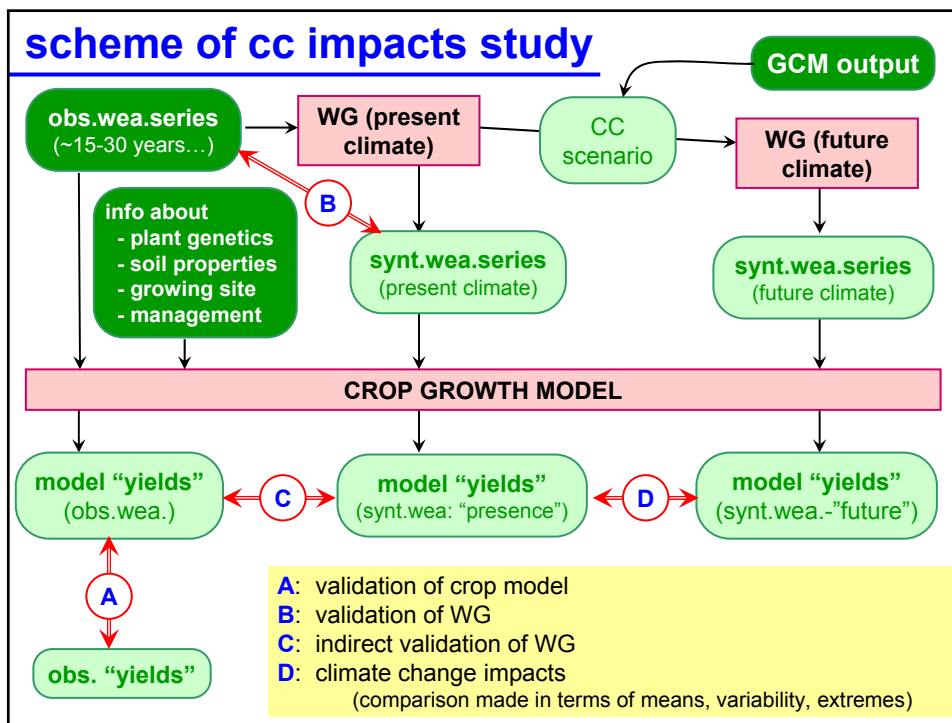 scheme of cc impacts study
GCM output
obs.wea.series
(~15-30 years…)
WG (present
climate)
CC
scenario
WG (future
climate)
B
info about
- plant genetics
- soil properties
- growing site
- management
synt.wea.series
(present climate)
synt.wea.series
(future climate)
CROP GROWTH MODEL
model “yields”
(obs.wea.)
C
model “yields”
(synt.wea: “presence”)
D
model “yields”
(synt.wea.-”future”)
A
obs. “yields”
A: validation of crop model
B: validation of WG
C: indirect validation of WG
D: climate change impacts
(comparison made in terms of means, variability, extremes)